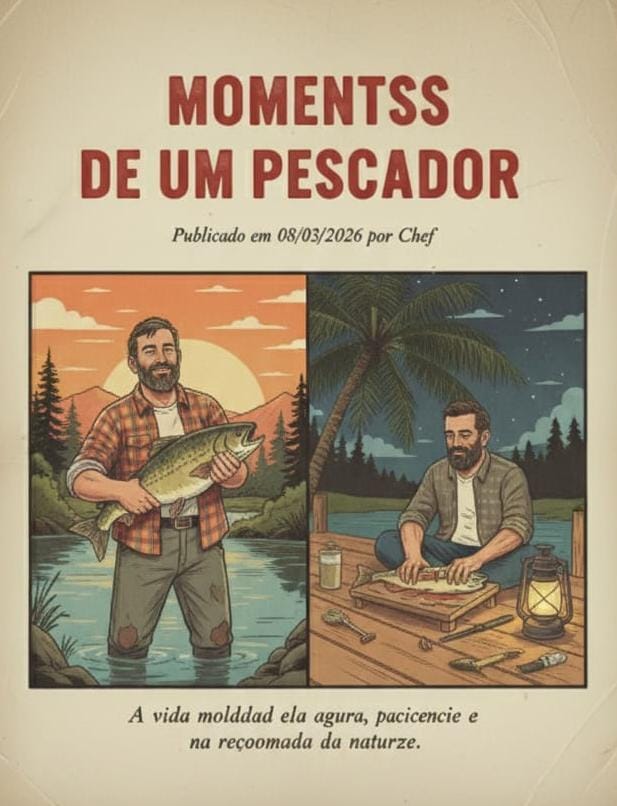 MOMENTSS
DE UM PESCADOR
Publicado em 08/03/2026 por Chef
A vida molddad ela agura, pacicencie e
na reçoomada da naturze.